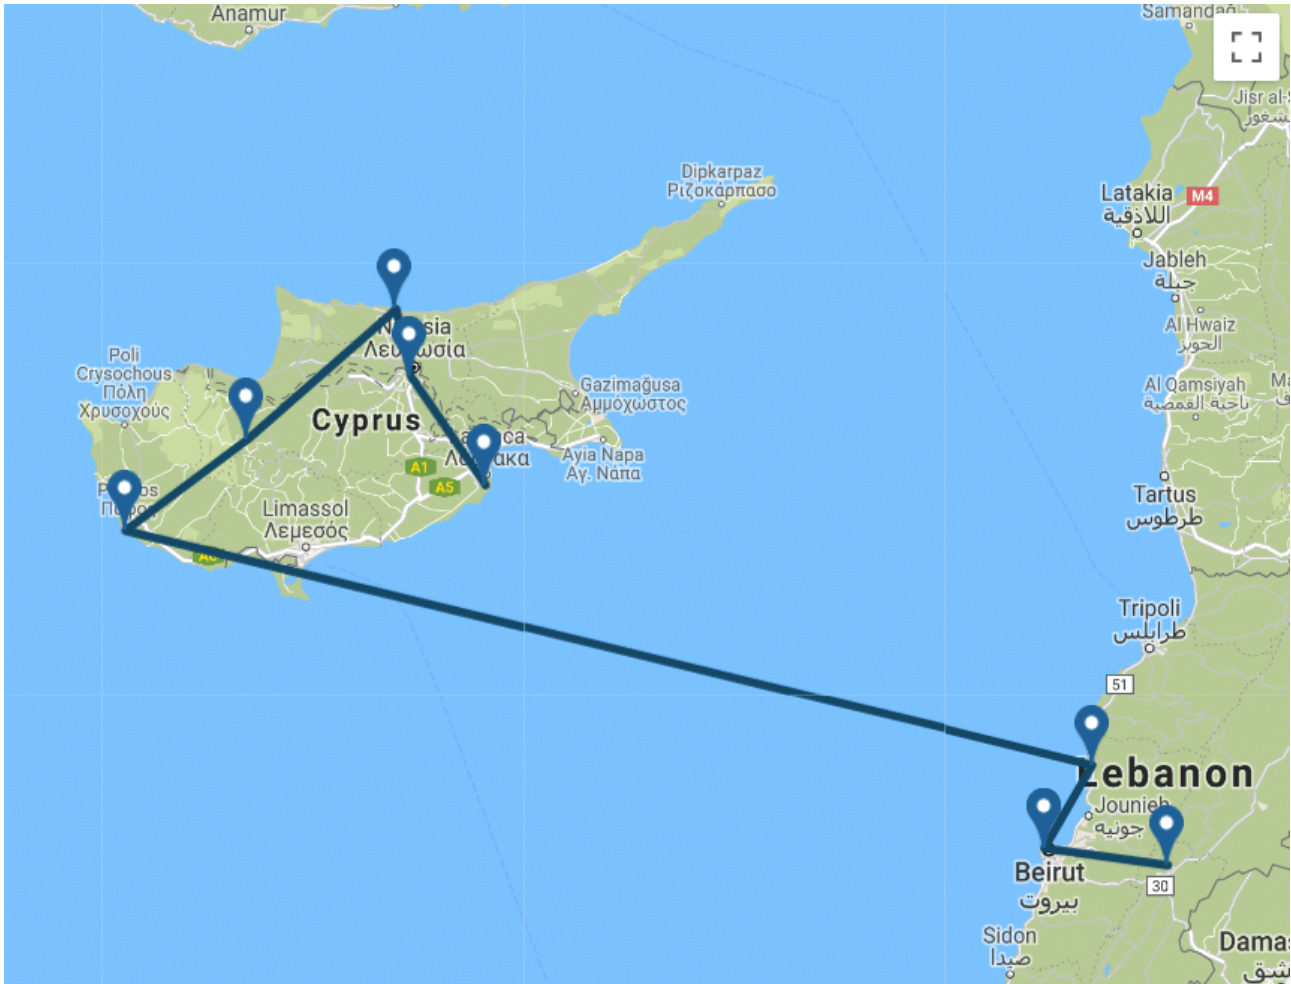 Anamur
Samandağ
Jisr al-
Dipkarpaz
Ριζοκάρπασο
Latakia
اللاذقية
M4
Jableh
جبلة
Al Hwaiz
الحويز
Λευκωσία
Poli
Crysochous
Πόλη
Χρυσοχούς
Gazimağusa
Αμμόχωστος
Al Qamsiyah
ناحية القمصية
Cyprus
Ayia Napa
Αγ. Νάπα
A1
A5
Tartus
طرطوس
Limassol
Λεμεσός
Tripoli
طرابلس
51
Lebanon
Jounieh
جونيه
Beirut
بيروت
30
Sidon
صيدا
Damas